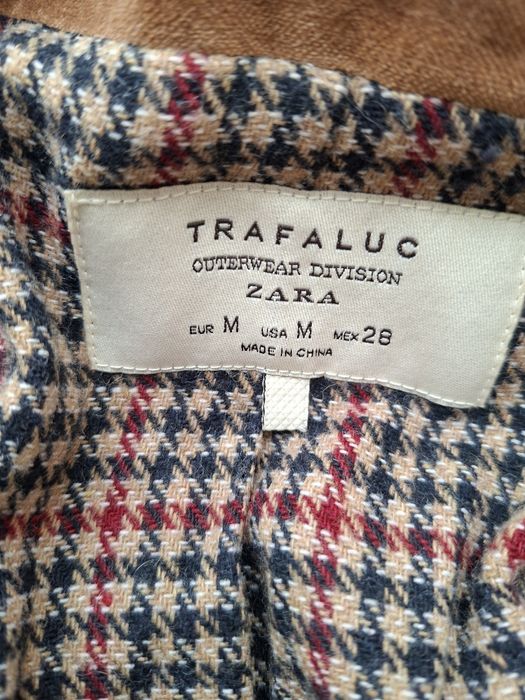 TRAFALUC
OUTERWEAR DIVISION
ZARA
EUR M USA M MEX 28
MADE IN CHINA